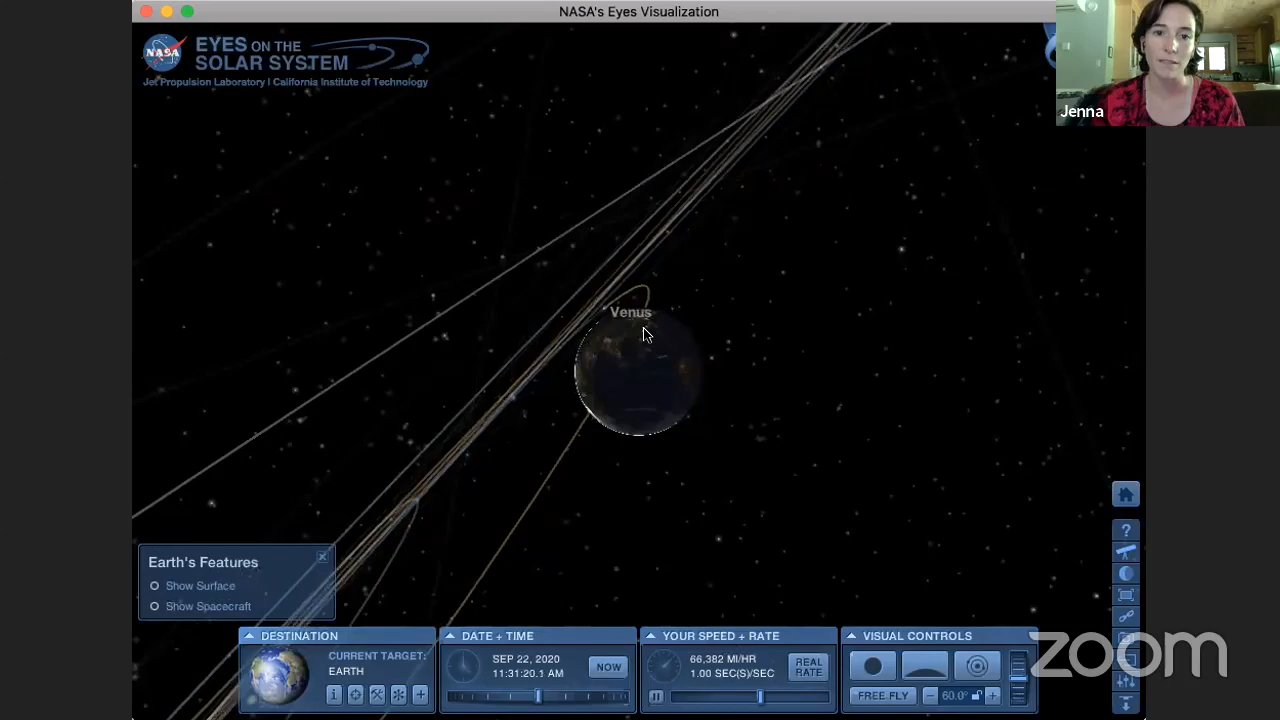 NASA's Eyes Visualization
NASA
EYES ON THE
SOLAR SYSTEM
Jet Propulsion Laboratory | California Institute of Technology
Jenna
Venus
Earth's Features
Show Surface
Show Spacecraft
?
DESTINATION
CURRENT TARGET:
EARTH
DATE + TIME
SEP 22, 2020
11:31:20.1 AM
NOW
YOUR SPEED + RATE
66,382 MI/HR
1.00 SEC(S)/SEC
REAL
RATE
VISUAL CONTROLS
FREE FLY
60.0°
zoom